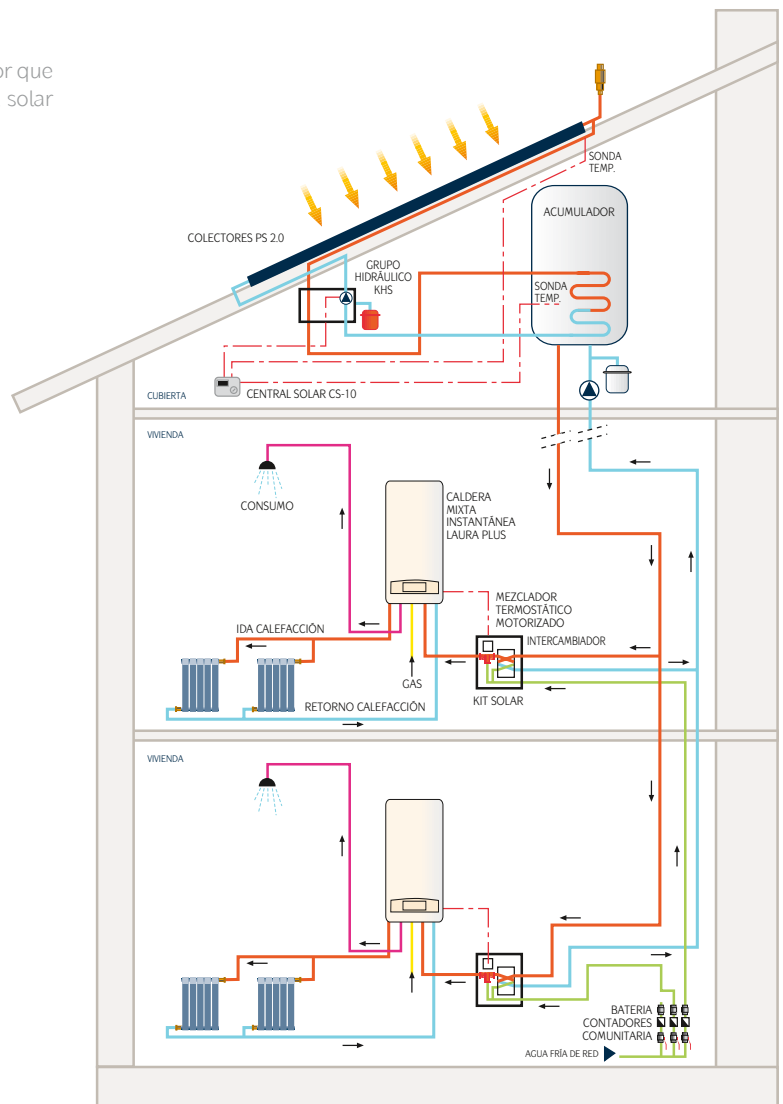 or que
solar
SONDA
TEMP.
ACUMULADOR
COLECTORES PS 2.0
GRUPO
HIDRÁULICO
KHS
SONDA
TEMP.
CENTRAL SOLAR CS-10
CUBIERTA
VIVIENDA
CONSUMO
CALDERA
MIXTA
INSTANTÁNEA
LAURA PLUS
MEZCLADOR
TERMOSTÁTICO
MOTORIZADO
IDA CALEFACCIÓN
INTERCAMBIADOR
GAS
KIT SOLAR
RETORNO CALEFACCIÓN
VIVIENDA
BATERIA
CONTADORES
COMUNITARIA
AGUA FRÍA DE RED